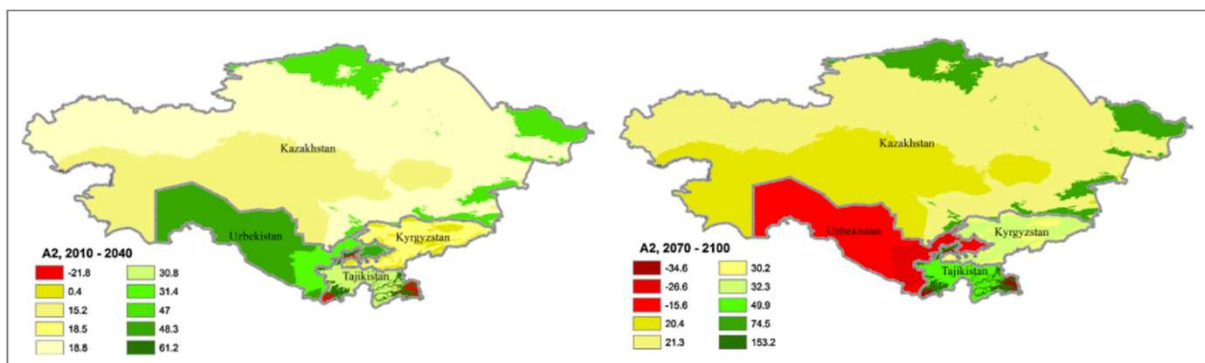 Kazakhstan
Uzbekistan
Kyrgyzstan
Tajikistan
A2, 2010 - 2040
-21.8
0.4
15.2
18.5
18.8
30.8
31.4
47
48.3
61.2
Kazakhstan
Uzbekistan
Kyrgyzstan
Tajikistan
A2, 2070 - 2100
-34.6
-26.6
-15.6
20.4
21.3
30.2
32.3
49.9
74.5
153.2